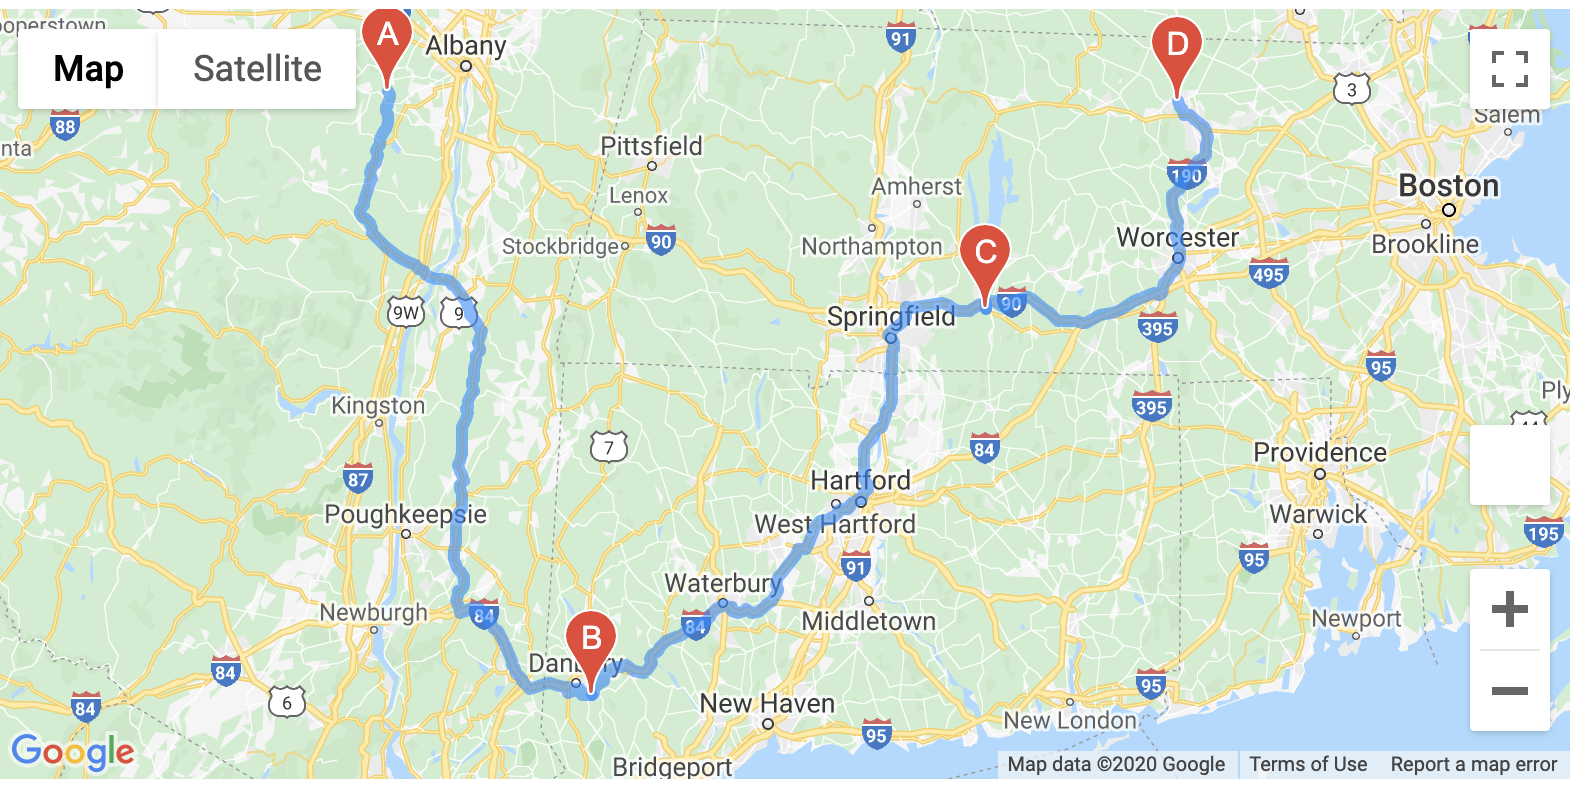 operstown
A
Albany
91
D
Map
Satellite
3
88
Salem
nta
Pittsfield
190
Boston
Lenox
Amherst
Stockbridge
90
Northampton
C
Worcester
Brookline
495
9W
9
90
Springfield
395
95
Kingston
395
Ply
44
7
84
87
Hartford
Providence
Poughkeepsie
West Hartford
Warwick
195
91
95
Waterbury
Newburgh
84
84
Middletown
Newport
B
Danbury
84
6
84
New Haven
95
New London
95
Google
Bridgeport
Map data ©2020 Google
Terms of Use
Report a map error